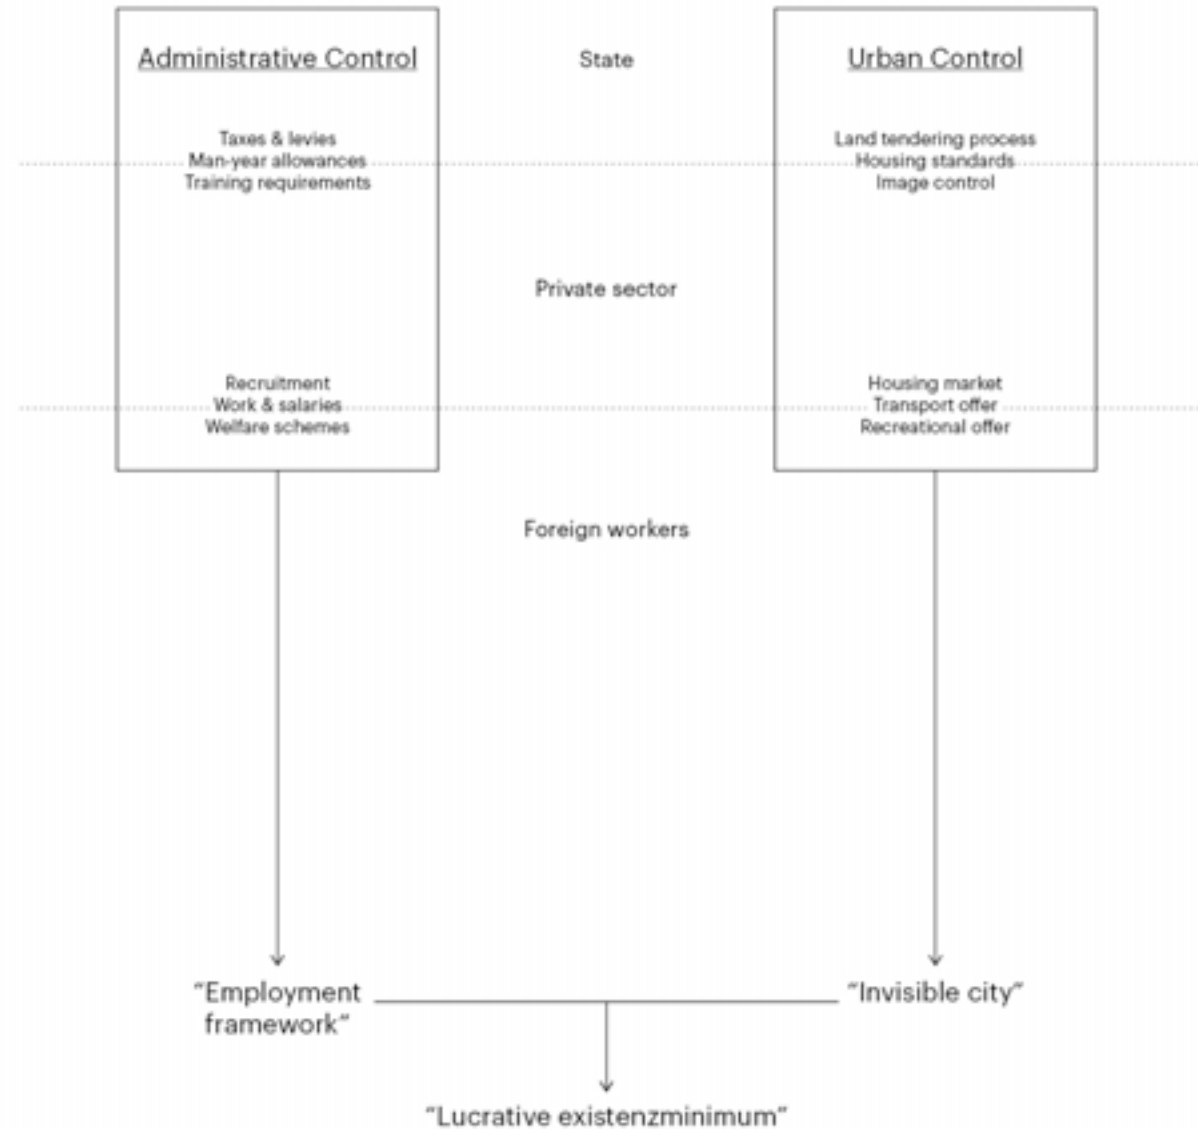 Administrative Control
State
Urban Control
Taxes & levies
Man-year allowances
Training requirements
Land tendering process
Housing standards
Image control
Private sector
Recruitment
Work & salaries
Welfare schemes
Housing market
Transport offer
Recreational offer
Foreign workers
“Employment
framework”
“Invisible city”
“Lucrative existenzminimum”